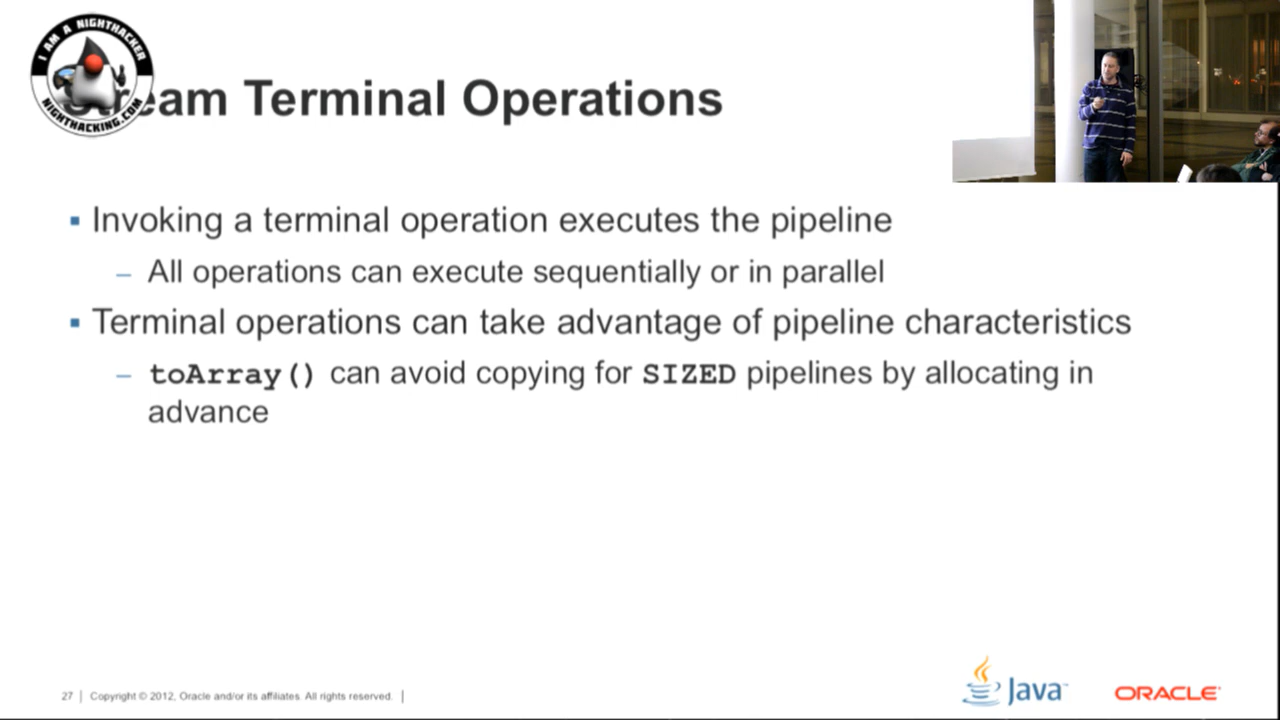 I AM A NIGHTHACKER
NIGHTHACKING.COM
Stream Terminal Operations
Invoking a terminal operation executes the pipeline
– All operations can execute sequentially or in parallel
Terminal operations can take advantage of pipeline characteristics
– toArray() can avoid copying for SIZED pipelines by allocating in
advance
27 | Copyright © 2012, Oracle and/or its affiliates. All rights reserved. |
Java™
ORACLE®